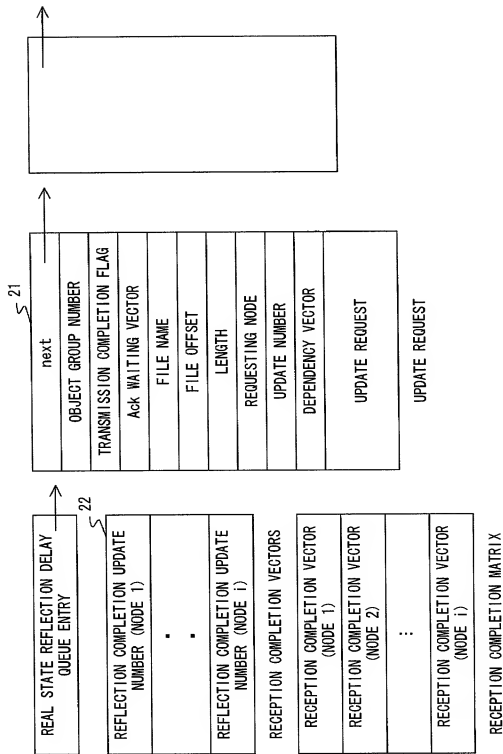 REAL STATE REFLECTION DELAY
QUEUE ENTRY
22
REFLECTION COMPLETION UPDATE
NUMBER (NODE 1)
REFLECTION COMPLETION UPDATE
NUMBER (NODE i)
RECEPTION COMPLETION VECTORS
RECEPTION COMPLETION VECTOR
(NODE 1)
RECEPTION COMPLETION VECTOR
(NODE 2)
⋮
RECEPTION COMPLETION VECTOR
(NODE i)
RECEPTION COMPLETION MATRIX
21
next
OBJECT GROUP NUMBER
TRANSMISSION COMPLETION FLAG
Ack WAITING VECTOR
FILE NAME
FILE OFFSET
LENGTH
REQUESTING NODE
UPDATE NUMBER
DEPENDENCY VECTOR
UPDATE REQUEST
UPDATE REQUEST